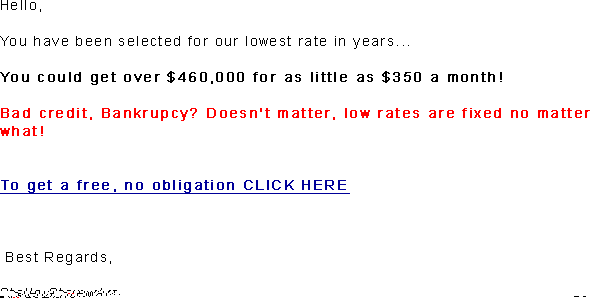 Hello,
You have been selected for our lowest rate in years...
You could get over $460,000 for as little as $350 a month!
Bad credit, Bankrupcy? Doesn't matter, low rates are fixed no matter
what!
To get a free, no obligation CLICK HERE
Best Regards,